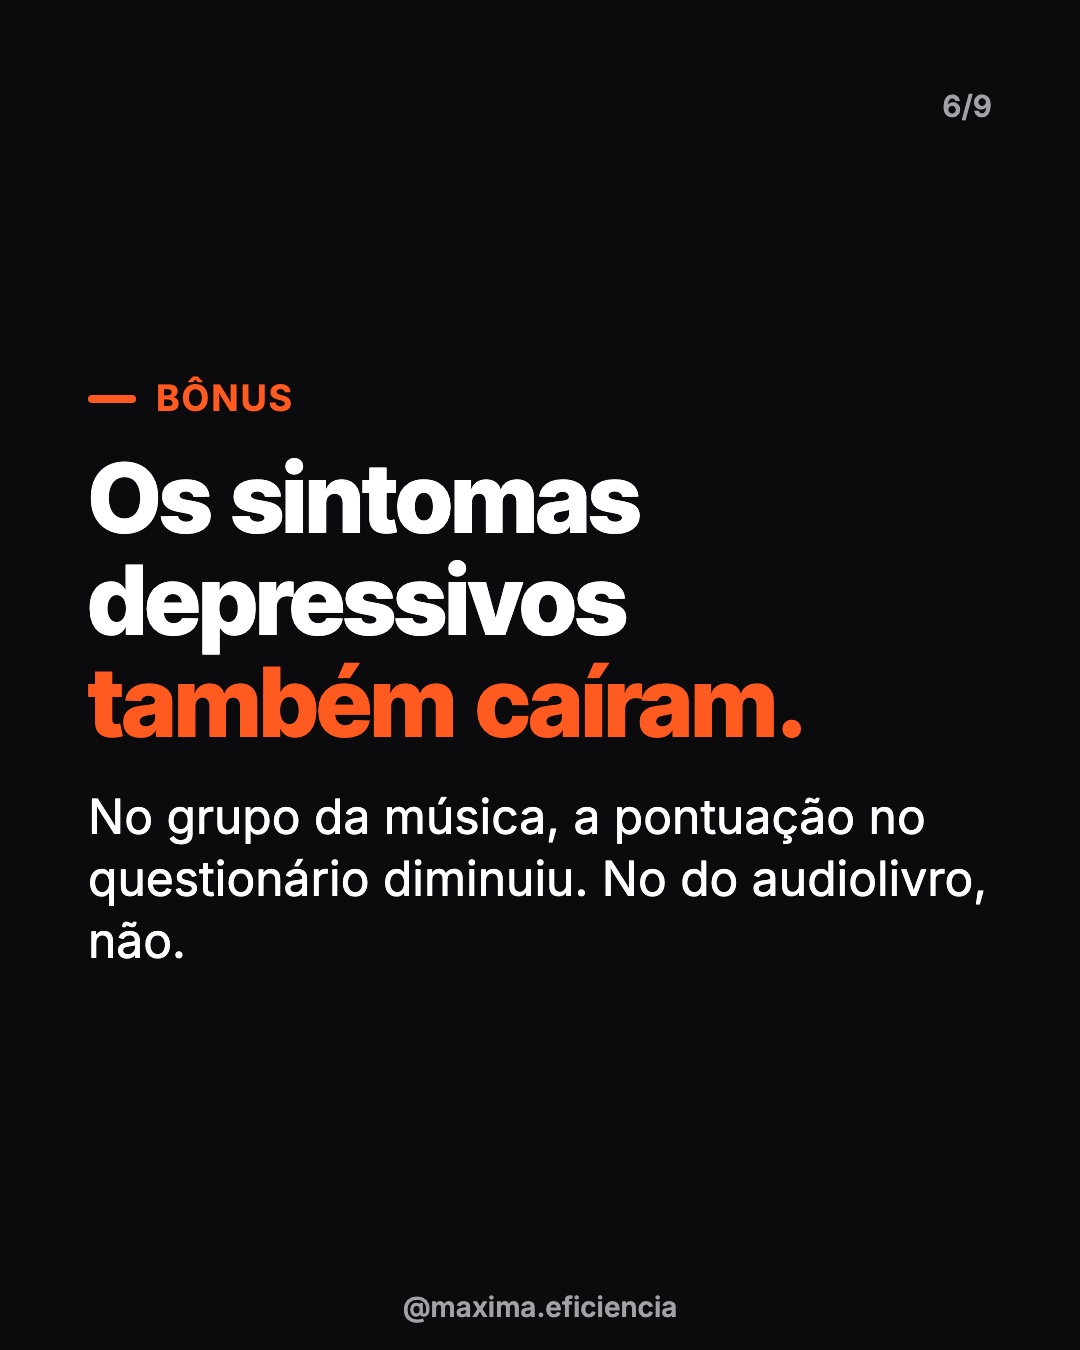 6/9
BÔNUS
Os sintomas
depressivos
também caíram.
No grupo da música, a pontuação no
questionário diminuiu. No do audiolivro,
não.
@maxima.eficiencia